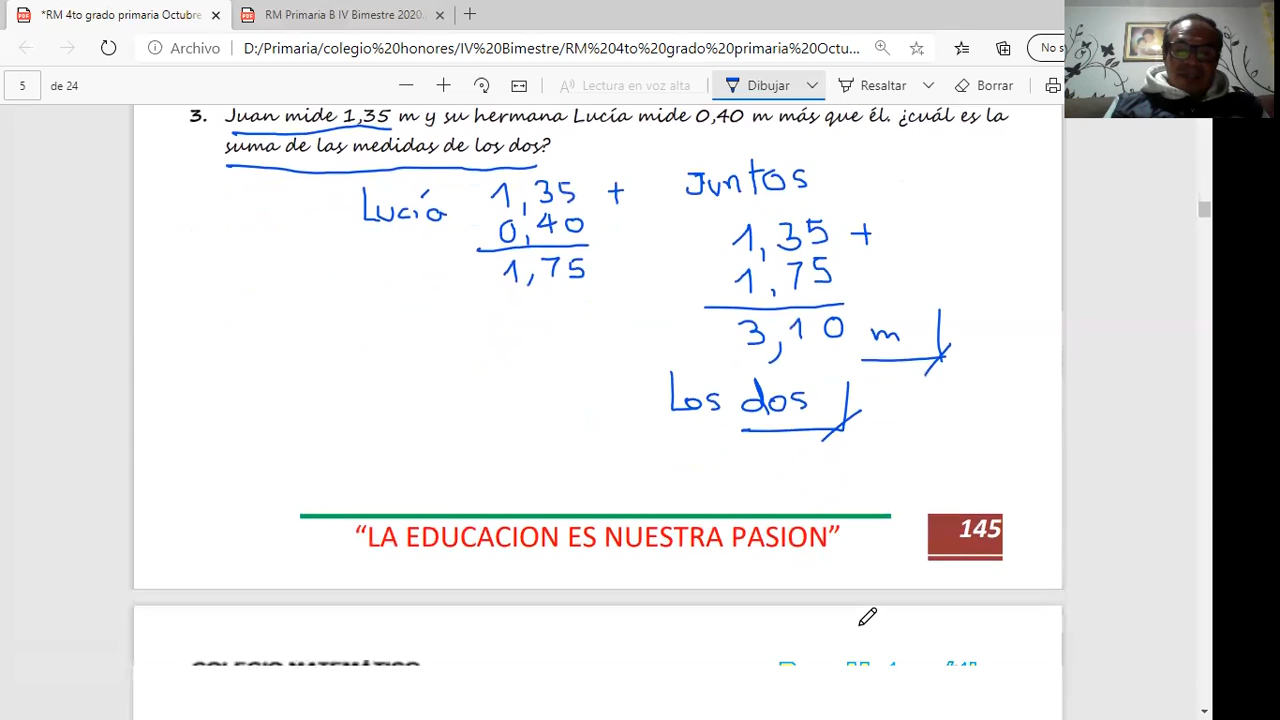 *RM 4to grado primaria Octubre
RM Primaria B IV Bimestre 2020.
Archivo
D:/Primaria/colegio%20honores/IV%20Bimestre/RM%204to%20grado%20primaria%20Octu...
No s
5
de 24
Lectura en voz alta
Dibujar
Resaltar
Borrar
3. Juan mide 1,35 m y su hermana Lucía mide 0,40 m más que él. ¿cuál es la
suma de las medidas de los dos?
Lucía 1,35 +
0,40
1,75
Juntos
1,35 +
1,75
3,10 m
Los dos
“LA EDUCACION ES NUESTRA PASION”
145
COLEGIO MATEMÁTICO